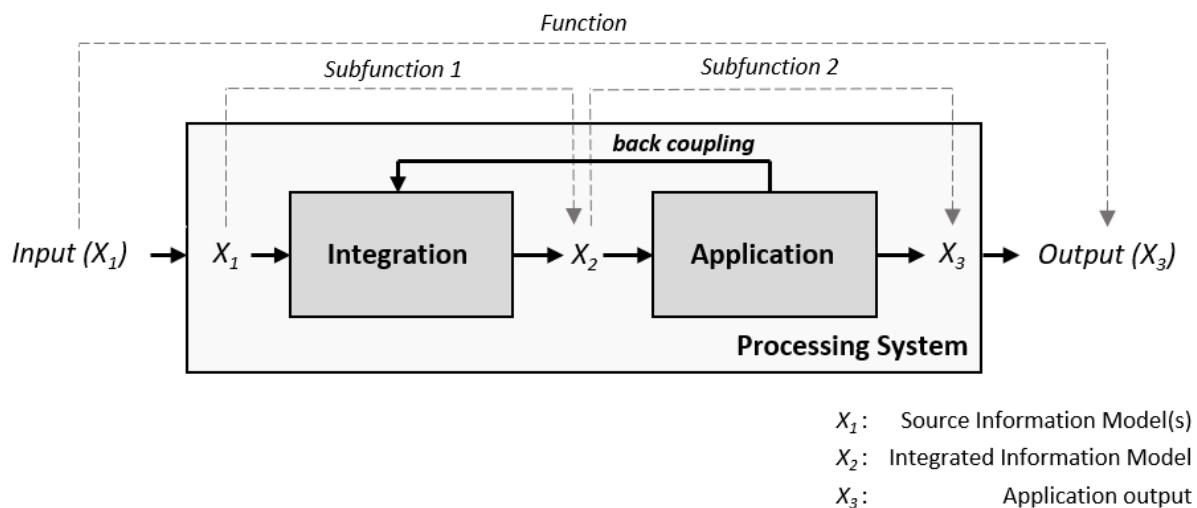 Function
Subfunction 1
Subfunction 2
back coupling
Input (X₁)
X₁
Integration
X₂
Application
X₃
Output (X₃)
Processing System
X₁: Source Information Model(s)
X₂: Integrated Information Model
X₃: Application output